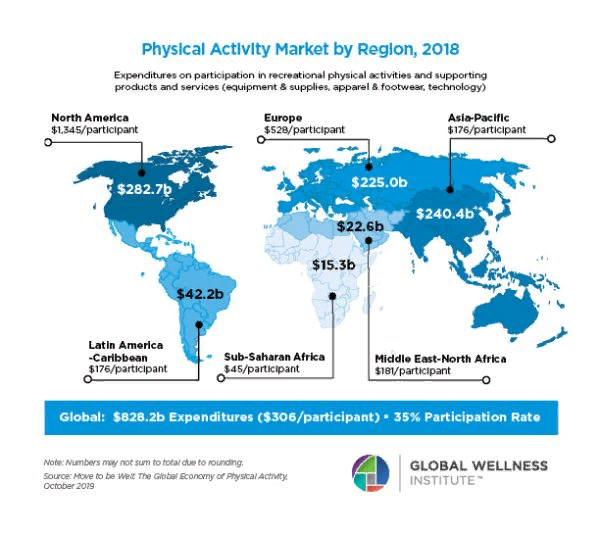 Physical Activity Market by Region, 2018
Expenditures on participation in recreational physical activities and supporting
products and services (equipment & supplies, apparel & footwear, technology)
North America
$1,345/participant
Europe
$528/participant
Asia-Pacific
$176/participant
$282.7b
$225.0b
$240.4b
$22.6b
$15.3b
$42.2b
Latin America
-Caribbean
$176/participant
Sub-Saharan Africa
$45/participant
Middle East-North Africa
$181/participant
Global: $828.2b Expenditures ($306/participant) • 35% Participation Rate
Note: Numbers may not sum to total due to rounding.
Source: Move to be Well: The Global Economy of Physical Activity,
October 2019
GLOBAL WELLNESS
INSTITUTE™